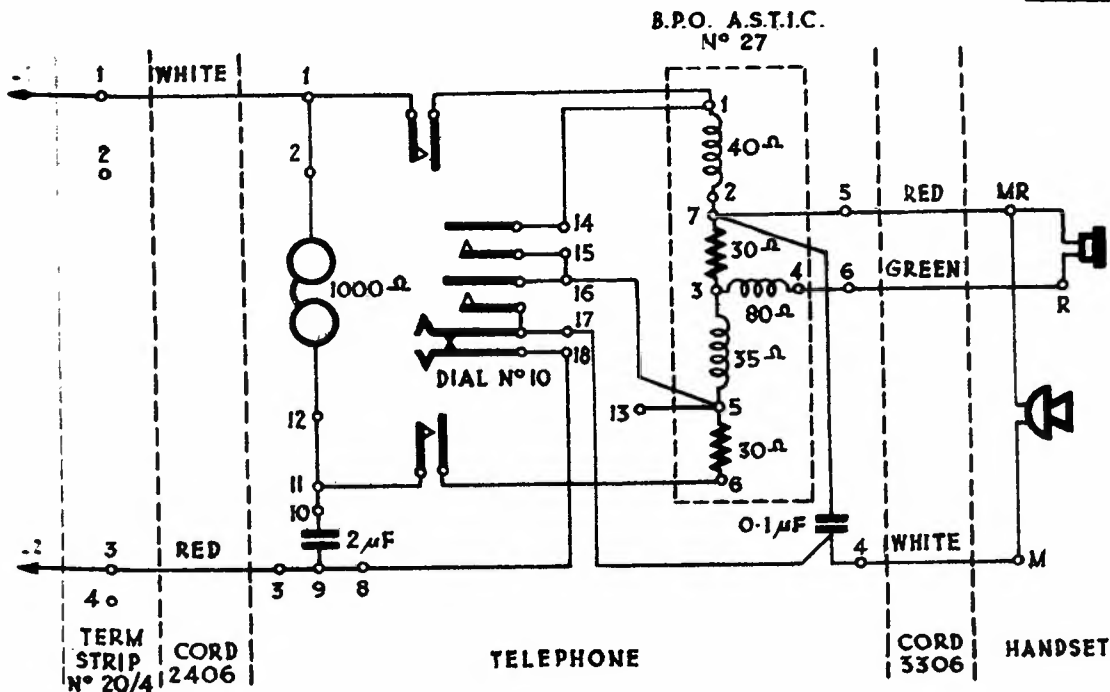 B.P.O. A.S.T.I.C.
Nº 27
1
WHITE
1
1
2
2
40Ω
2
7
5
RED
MR
14
15
30Ω
16
3
4
6
GREEN
R
1000Ω
80Ω
17
18
35Ω
DIAL Nº 10
12
13
5
30Ω
11
6
10
0·1µF
2µF
4
WHITE
M
3
RED
3
9
8
4
TERM
STRIP
Nº 20/4
CORD
2406
TELEPHONE
CORD
3306
HANDSET